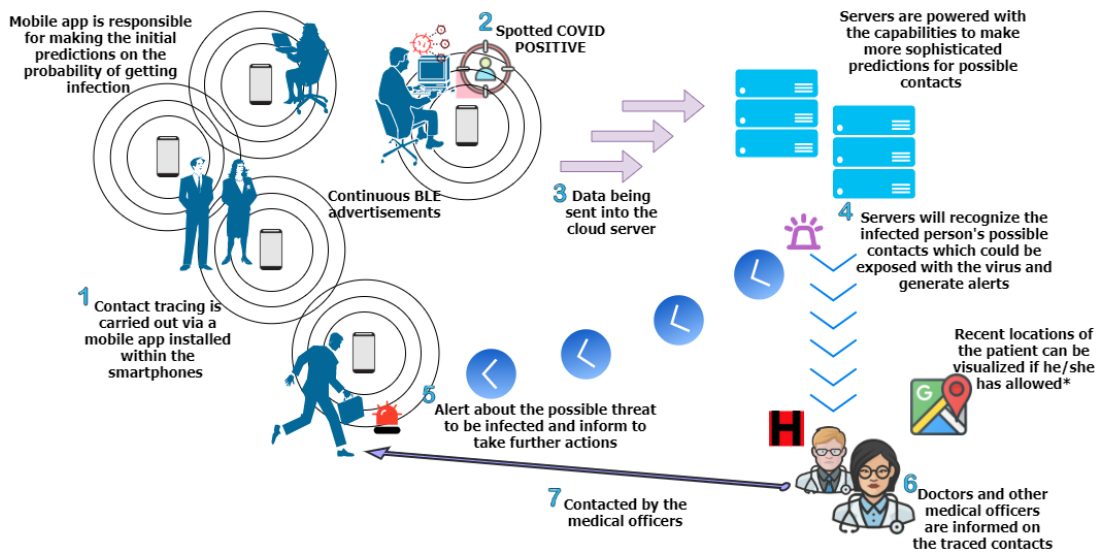 Mobile app is responsible
for making the initial
predictions on the
probability of getting
infection
2
Spotted COVID
POSITIVE
Servers are powered with
the capabilities to make
more sophisticated
predictions for possible
contacts
Continuous BLE
advertisements
3
Data being
sent into the
cloud server
4
Servers will recognize the
infected person's possible
contacts which could be
exposed with the virus and
generate alerts
1
Contact tracing is
carried out via a
mobile app installed
within the
smartphones
Recent locations of
the patient can be
visualized if he/she
has allowed*
G
5
Alert about the possible threat
to be infected and inform to
take further actions
H
6
Doctors and other
medical officers
are informed on
the traced contacts
7
Contacted by the
medical officers